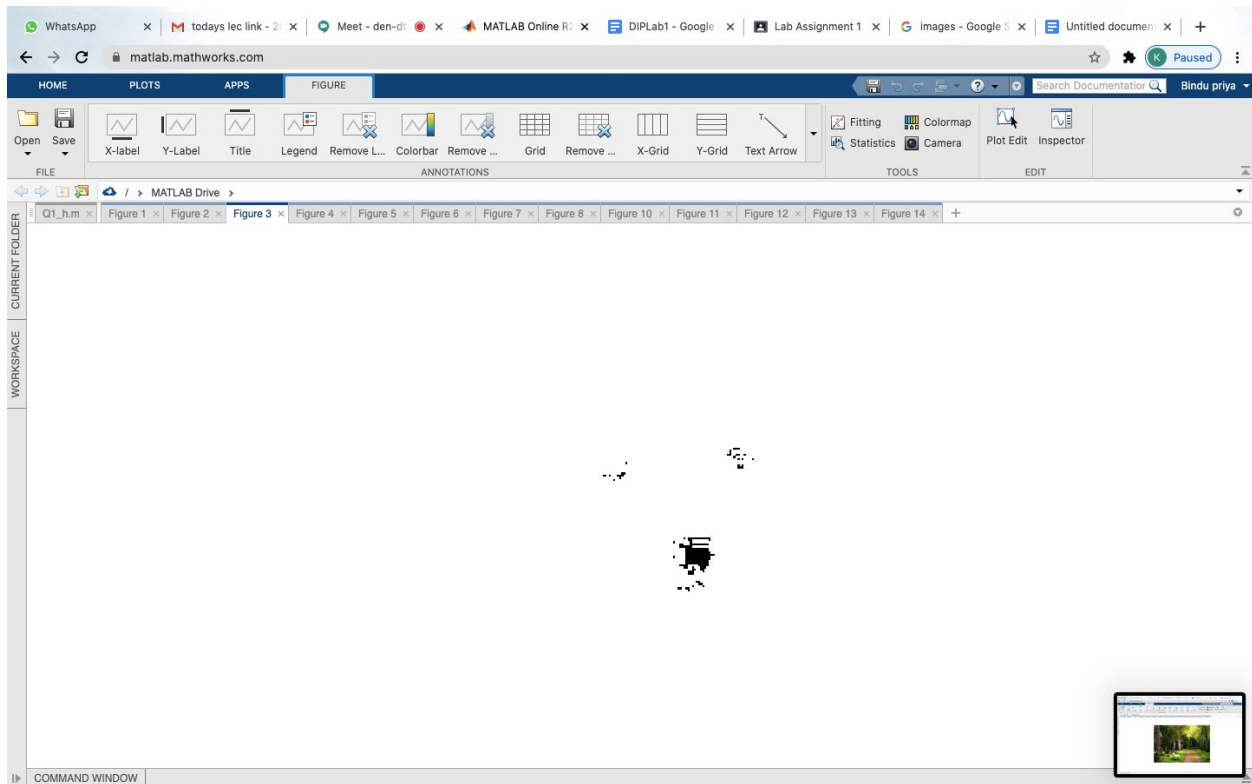 WhatsApp
todays lec link - 2
Meet - den-dt
MATLAB Online R2
DIPLab1 - Google
Lab Assignment 1
images - Google S
Untitled documen
matlab.mathworks.com
Paused
HOME PLOTS APPS FIGURE
Search Documentation
Bindu priya
Open Save
X-label Y-Label Title Legend Remove L... Colorbar Remove ... Grid Remove ... X-Grid Y-Grid Text Arrow
Fitting Colormap
Statistics Camera
Plot Edit Inspector
FILE ANNOTATIONS TOOLS EDIT
/ > MATLAB Drive >
Q1_h.m Figure 1 Figure 2 Figure 3 Figure 4 Figure 5 Figure 6 Figure 7 Figure 8 Figure 10 Figure 11 Figure 12 Figure 13 Figure 14
CURRENT FOLDER
WORKSPACE
COMMAND WINDOW